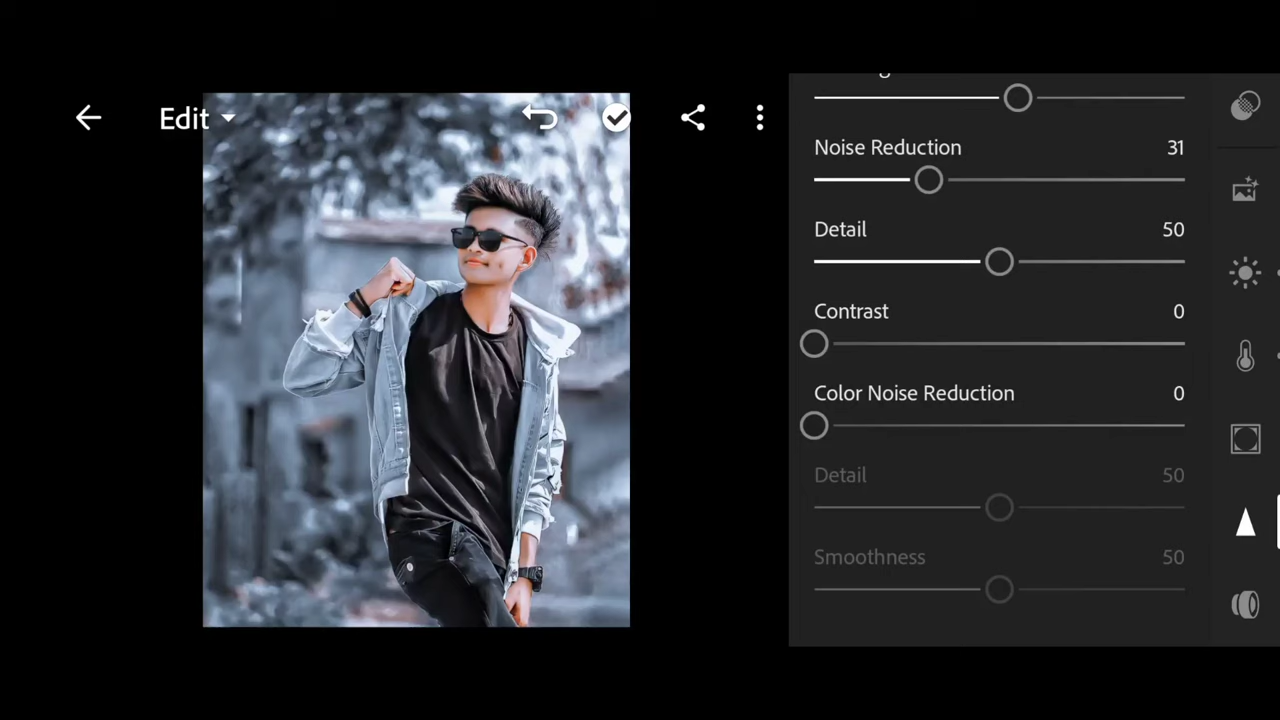 Edit
Noise Reduction 31
Detail 50
Contrast 0
Color Noise Reduction 0
Detail 50
Smoothness 50